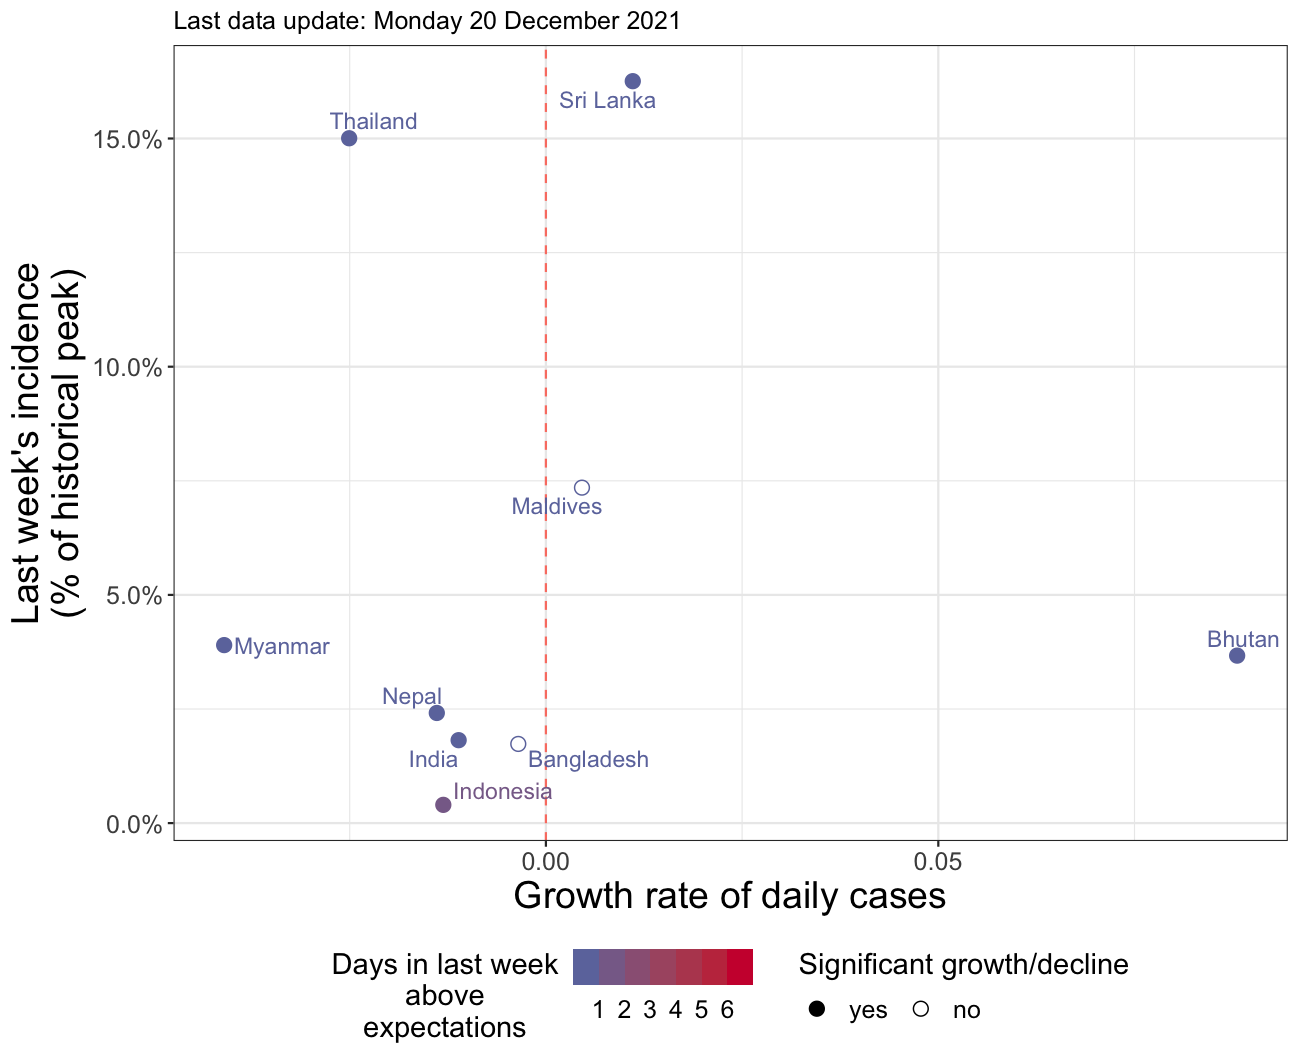 Last data update: Monday 20 December 2021
Sri Lanka
Thailand
15.0%
10.0%
Maldives
5.0%
Myanmar
Bhutan
Nepal
India
Bangladesh
Indonesia
0.0%
Last week's incidence
(% of historical peak)
0.00
0.05
Growth rate of daily cases
Days in last week
above
expectations
1 2 3 4 5 6
Significant growth/decline
yes
no